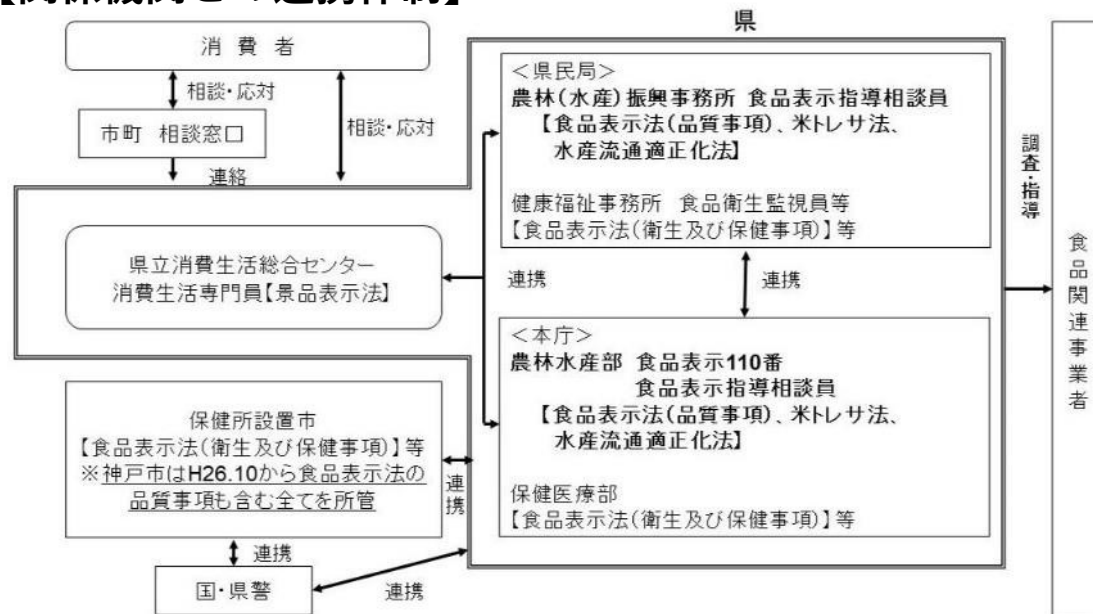 【関係機関との連携体制】
県
消 費 者
相談・応対
相談・応対
市町 相談窓口
連絡
<県民局>
農林(水産)振興事務所 食品表示指導相談員
【食品表示法(品質事項)、米トレサ法、
水産流通適正化法】
健康福祉事務所 食品衛生監視員等
【食品表示法(衛生及び保健事項)】等
調査・指導
食品関連事業者
県立消費生活総合センター
消費生活専門員【景品表示法】
連携
連携
<本庁>
農林水産部 食品表示110番
食品表示指導相談員
【食品表示法(品質事項)、米トレサ法、
水産流通適正化法】
保健医療部
【食品表示法(衛生及び保健事項)】等
保健所設置市
【食品表示法(衛生及び保健事項)】等
※神戸市はH26.10から食品表示法の
品質事項も含む全てを所管
連携
連携
国・県警
連携